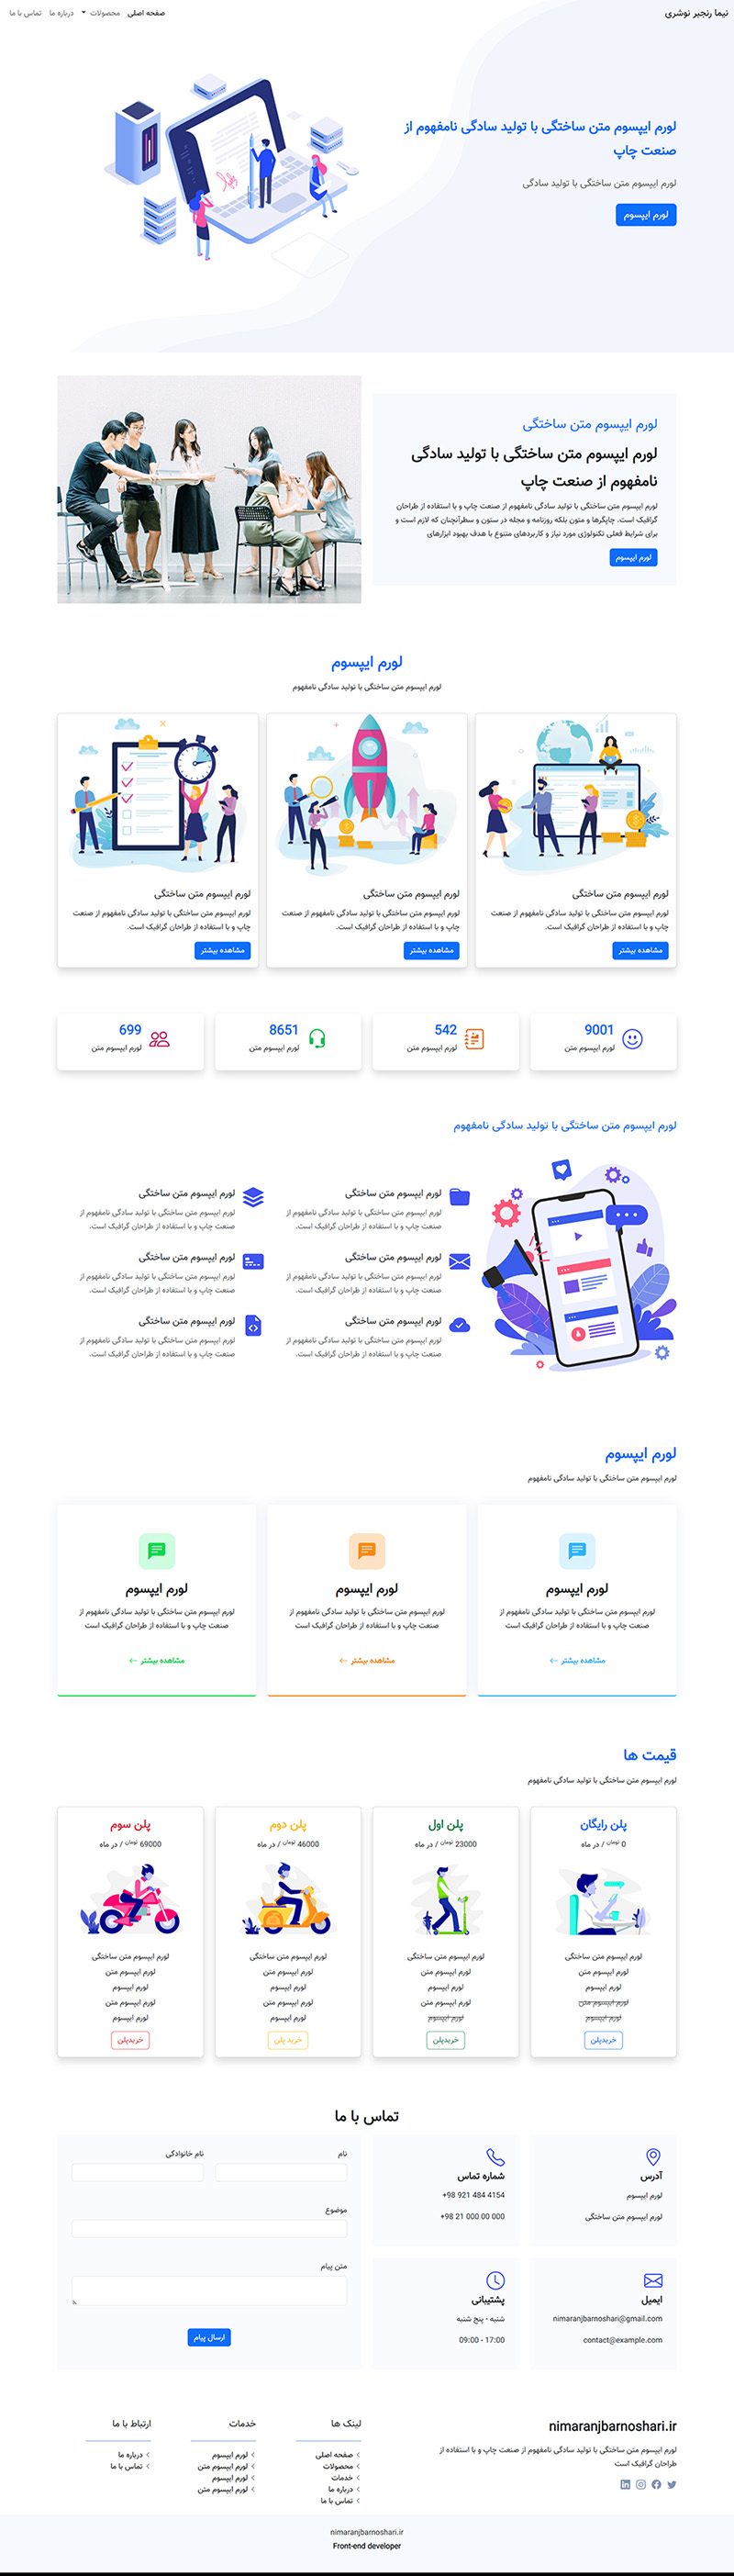 نیما رنجبر نوشری
صفحه اصلی
محصولات
درباره ما
تماس با ما
لورم ایپسوم متن ساختگی با تولید سادگی نامفهوم از
صنعت چاپ
لورم ایپسوم متن ساختگی با تولید سادگی
لورم ایپسوم
لورم ایپسوم متن ساختگی
لورم ایپسوم متن ساختگی با تولید سادگی
نامفهوم از صنعت چاپ
لورم ایپسوم متن ساختگی با تولید سادگی نامفهوم از صنعت چاپ و با استفاده از طراحان
گرافیک است. چاپگرها و متون بلکه روزنامه و مجله در ستون و سطرآنچنان که لازم است و
برای شرایط فعلی تکنولوژی مورد نیاز و کاربردهای متنوع با هدف بهبود ابزارهای
لورم ایپسوم
لورم ایپسوم
لورم ایپسوم متن ساختگی با تولید سادگی نامفهوم
لورم ایپسوم متن ساختگی
لورم ایپسوم متن ساختگی با تولید سادگی نامفهوم از صنعت
چاپ و با استفاده از طراحان گرافیک است.
مشاهده بیشتر
لورم ایپسوم متن ساختگی
لورم ایپسوم متن ساختگی با تولید سادگی نامفهوم از صنعت
چاپ و با استفاده از طراحان گرافیک است.
مشاهده بیشتر
لورم ایپسوم متن ساختگی
لورم ایپسوم متن ساختگی با تولید سادگی نامفهوم از صنعت
چاپ و با استفاده از طراحان گرافیک است.
مشاهده بیشتر
9001
لورم ایپسوم متن
542
لورم ایپسوم متن
8651
لورم ایپسوم متن
699
لورم ایپسوم متن
لورم ایپسوم متن ساختگی با تولید سادگی نامفهوم
لورم ایپسوم متن ساختگی
لورم ایپسوم متن ساختگی با تولید سادگی نامفهوم از
صنعت چاپ و با استفاده از طراحان گرافیک است.
لورم ایپسوم متن ساختگی
لورم ایپسوم متن ساختگی با تولید سادگی نامفهوم از
صنعت چاپ و با استفاده از طراحان گرافیک است.
لورم ایپسوم متن ساختگی
لورم ایپسوم متن ساختگی با تولید سادگی نامفهوم از
صنعت چاپ و با استفاده از طراحان گرافیک است.
لورم ایپسوم متن ساختگی
لورم ایپسوم متن ساختگی با تولید سادگی نامفهوم از
صنعت چاپ و با استفاده از طراحان گرافیک است.
لورم ایپسوم متن ساختگی
لورم ایپسوم متن ساختگی با تولید سادگی نامفهوم از
صنعت چاپ و با استفاده از طراحان گرافیک است.
لورم ایپسوم متن ساختگی
لورم ایپسوم متن ساختگی با تولید سادگی نامفهوم از
صنعت چاپ و با استفاده از طراحان گرافیک است.
لورم ایپسوم
لورم ایپسوم متن ساختگی با تولید سادگی نامفهوم
لورم ایپسوم
لورم ایپسوم متن ساختگی با تولید سادگی نامفهوم از
صنعت چاپ و با استفاده از طراحان گرافیک است
مشاهده بیشتر
لورم ایپسوم
لورم ایپسوم متن ساختگی با تولید سادگی نامفهوم از
صنعت چاپ و با استفاده از طراحان گرافیک است
مشاهده بیشتر
لورم ایپسوم
لورم ایپسوم متن ساختگی با تولید سادگی نامفهوم از
صنعت چاپ و با استفاده از طراحان گرافیک است
مشاهده بیشتر
قیمت ها
لورم ایپسوم متن ساختگی با تولید سادگی نامفهوم
پلن رایگان
0 تومان / در ماه
لورم ایپسوم متن ساختگی
لورم ایپسوم متن
لورم ایپسوم
لورم ایپسوم متن
لورم ایپسوم
خریدپلن
پلن اول
23000 تومان / در ماه
لورم ایپسوم متن ساختگی
لورم ایپسوم متن
لورم ایپسوم
لورم ایپسوم متن
لورم ایپسوم
خریدپلن
پلن دوم
46000 تومان / در ماه
لورم ایپسوم متن ساختگی
لورم ایپسوم متن
لورم ایپسوم
لورم ایپسوم متن
لورم ایپسوم
خرید پلن
پلن سوم
69000 تومان / در ماه
لورم ایپسوم متن ساختگی
لورم ایپسوم متن
لورم ایپسوم
لورم ایپسوم متن
لورم ایپسوم
خریدپلن
تماس با ما
آدرس
لورم ایپسوم
لورم ایپسوم متن ساختگی
شماره تماس
+98 921 484 4154
+98 21 000 00 000
ایمیل
nimaranjbarnoshari@gmail.com
contact@example.com
پشتیبانی
شنبه - پنج شنبه
09:00 - 17:00
نام
نام خانوادگی
موضوع
متن پیام
ارسال پیام
nimaranjbarnoshari.ir
لورم ایپسوم متن ساختگی با تولید سادگی نامفهوم از صنعت چاپ و با استفاده از
طراحان گرافیک است
لینک ها
صفحه اصلی
محصولات
خدمات
درباره ما
تماس با ما
خدمات
لورم ایپسوم
لورم ایپسوم متن
لورم ایپسوم
لورم ایپسوم متن
ارتباط با ما
درباره ما
تماس با ما
nimaranjbarnoshari.ir
Front-end developer